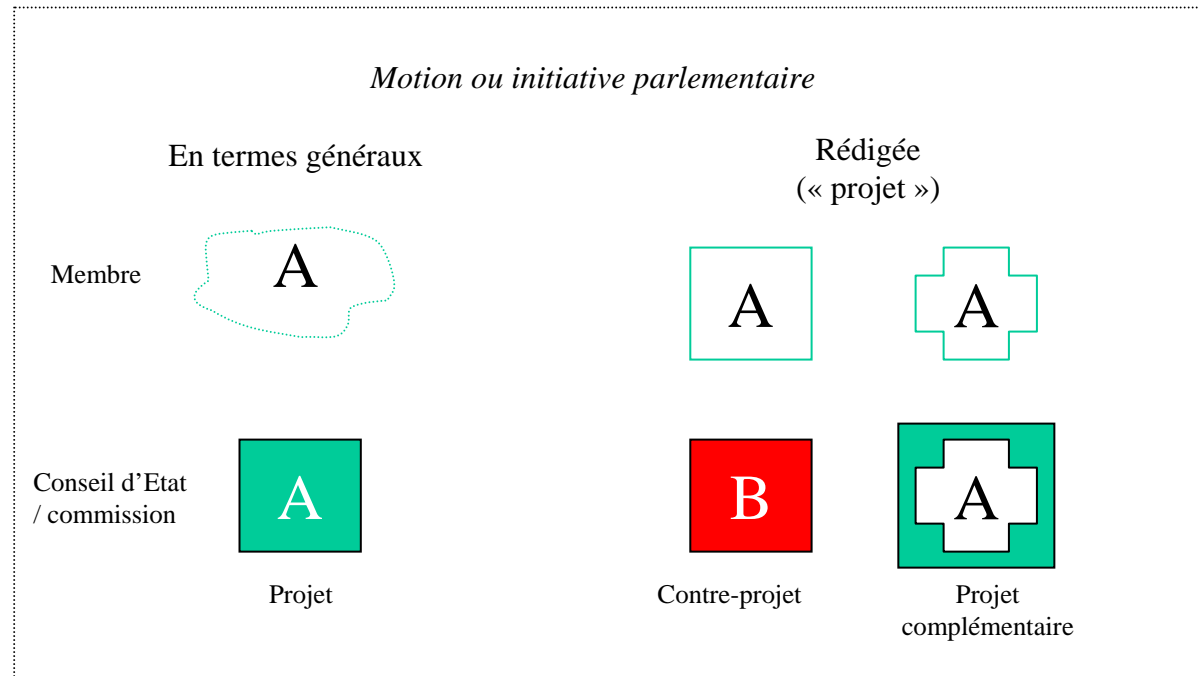 Motion ou initiative parlementaire
En termes généraux
Rédigée
(« projet »)
Membre
A
A
A
Conseil d’Etat
/ commission
A
B
A
Projet
Contre-projet
Projet
complémentaire